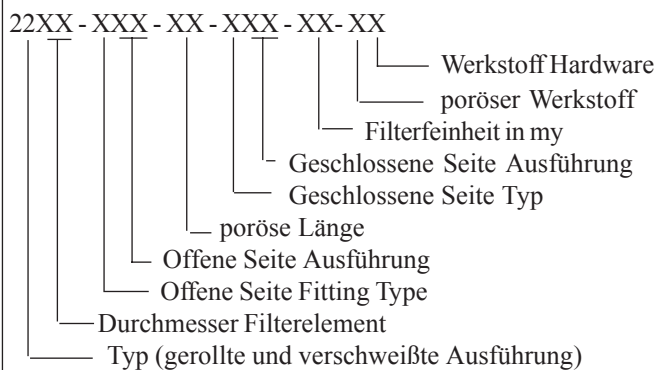 22XX - XXX - XX - XXX - XX- XX
Werkstoff Hardware
poröser Werkstoff
Filterfeinheit in my
Geschlossene Seite Ausführung
Geschlossene Seite Typ
poröse Länge
Offene Seite Ausführung
Offene Seite Fitting Type
Durchmesser Filterelement
Typ (gerollte und verschweißte Ausführung)